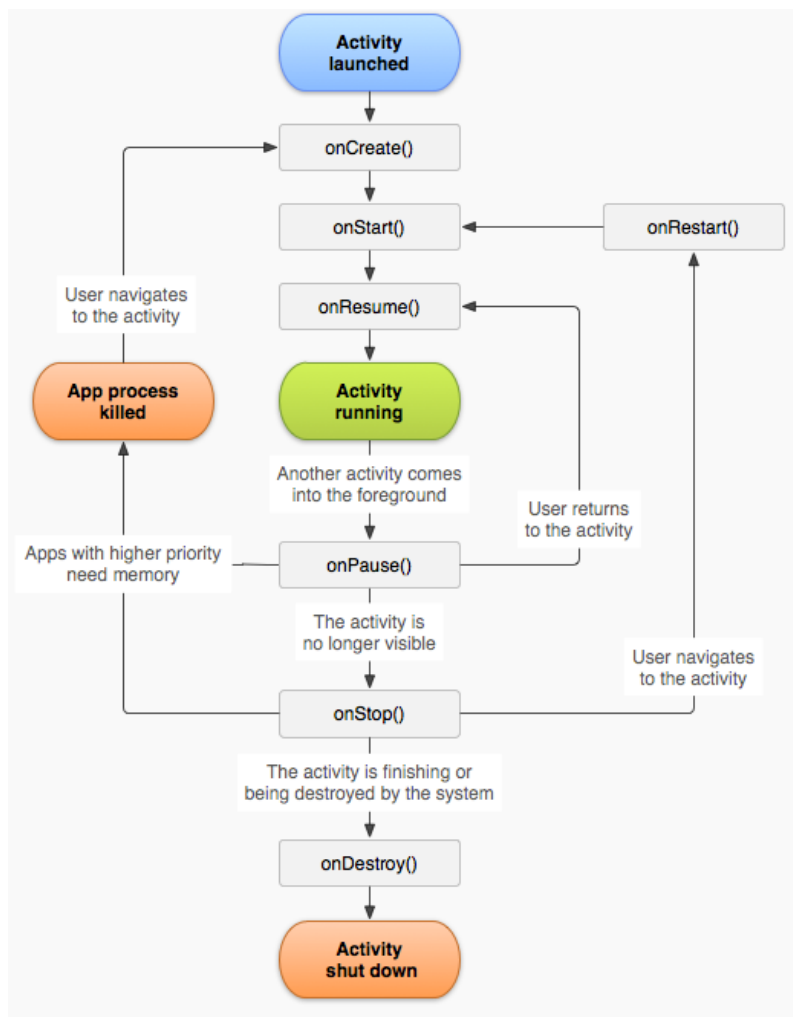 Activity
launched
onCreate()
onStart()
onRestart()
User navigates
to the activity
onResume()
App process
killed
Activity
running
Another activity comes
into the foreground
User returns
to the activity
Apps with higher priority
need memory
onPause()
The activity is
no longer visible
User navigates
to the activity
onStop()
The activity is finishing or
being destroyed by the system
onDestroy()
Activity
shut down